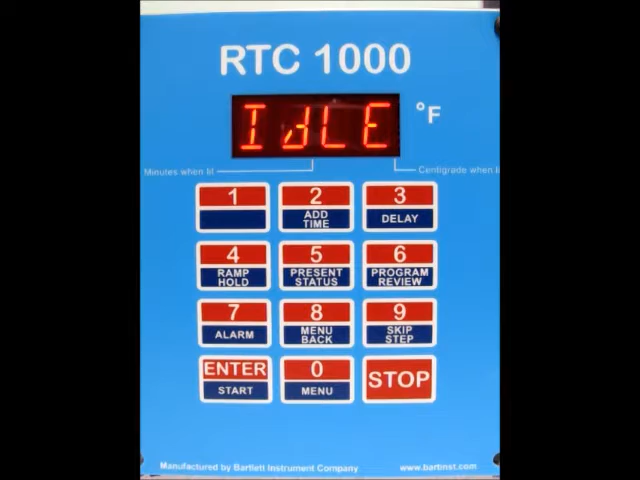 RTC 1000
IdLE
°F
Minutes when lit
Centigrade when li
1
2
ADD
TIME
3
DELAY
4
RAMP
HOLD
5
PRESENT
STATUS
6
PROGRAM
REVIEW
7
ALARM
8
MENU
BACK
9
SKIP
STEP
ENTER
START
0
MENU
STOP
Manufactured by Bartlett Instrument Company
www.bartinst.com